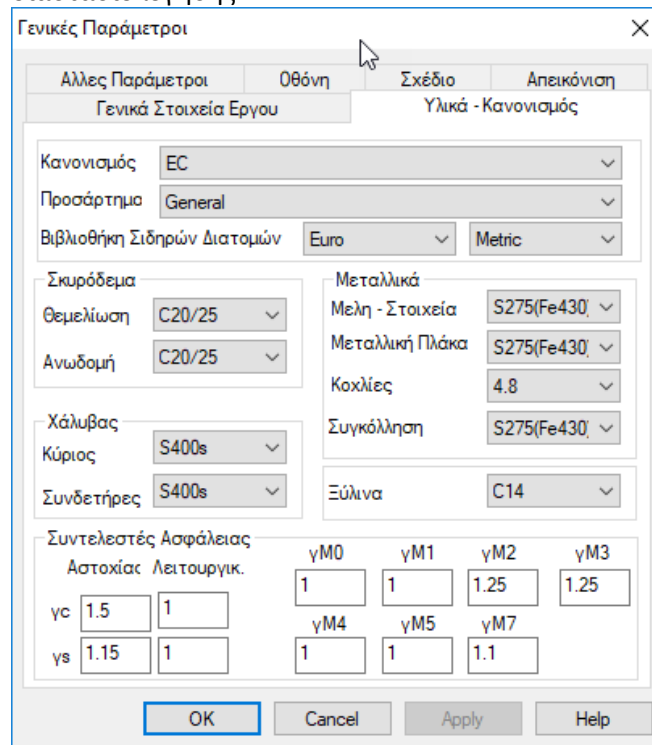 Γενικές Παράμετροι
Αλλες Παράμετροι Οθόνη Σχέδιο Απεικόνιση
Γενικά Στοιχεία Εργου Υλικά - Κανονισμός
Κανονισμός EC
Προσάρτημα General
Βιβλιοθήκη Σιδηρών Διατομών Euro Metric
Σκυρόδεμα
Θεμελίωση C20/25
Ανωδομή C20/25
Μεταλλικά
Μελη - Στοιχεία S275(Fe430)
Μεταλλική Πλάκα S275(Fe430)
Κοχλίες 4.8
Συγκόλληση S275(Fe430)
Χάλυβας
Κύριος S400s
Συνδετήρες S400s
Ξύλινα C14
Συντελεστές Ασφάλειας
Αστοχίας Λειτουργικ.
γc 1.5 1
γs 1.15 1
γM0 γM1 γM2 γM3
1 1 1.25 1.25
γM4 γM5 γM7
1 1 1.1
OK Cancel Apply Help